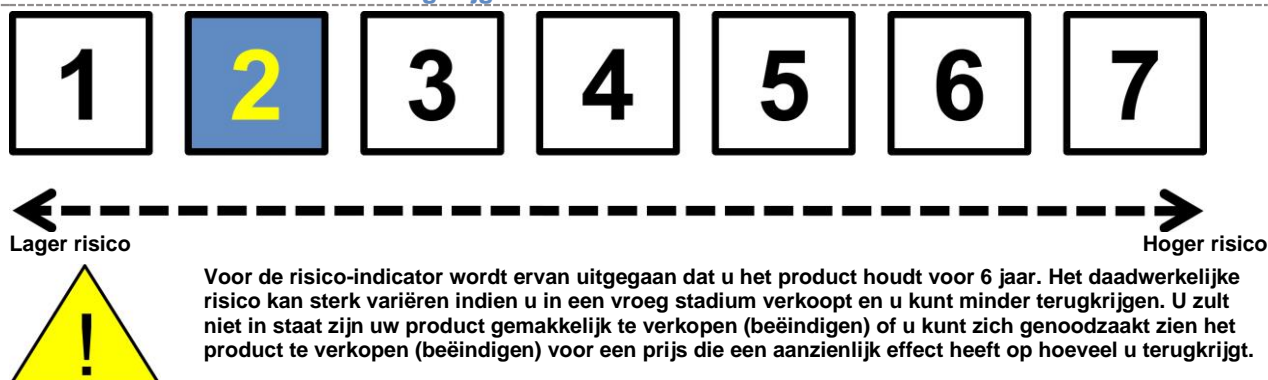 1 2 3 4 5 6 7
Lager risico Hoger risico
Voor de risico-indicator wordt ervan uitgegaan dat u het product houdt voor 6 jaar. Het daadwerkelijke
risico kan sterk variëren indien u in een vroeg stadium verkoopt en u kunt minder terugkrijgen. U zult
niet in staat zijn uw product gemakkelijk te verkopen (beëindigen) of u kunt zich genoodzaakt zien het
product te verkopen (beëindigen) voor een prijs die een aanzienlijk effect heeft op hoeveel u terugkrijgt.
!